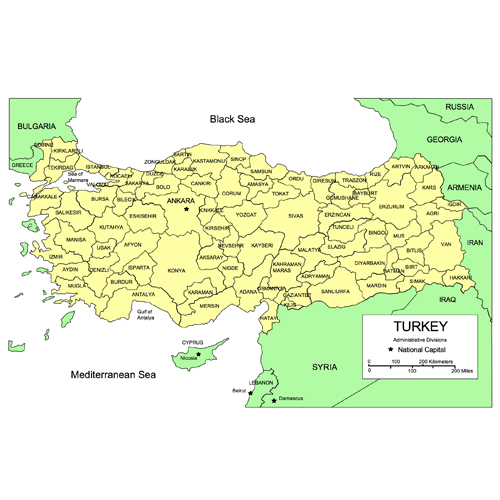 RUSSIA
Black Sea
BULGARIA
GEORGIA
KIRKLARELI
BARTIN
SINOP
ZONGULDAK
KASTAMONU
GREECE
TEKIRDAG
ISTANBUL
KARABUK
SAMSUN
RIZE
ARTVIN
ARDAHAN
Sea of
Marmara
KOCAELI
DUZCE
ORDU
GIRESUN
TRABZON
YALOVA
SAKARYA
BOLO
CANKIRI
AMASYA
TOKAT
KARS
ARMENIA
CANAKKALE
BURSA
BILECIK
ANKARA
CORUM
GUMUSHANE
BAYBURT
IGDIR
BALIKESIR
ESKISEHIR
KIRIKKALE
YOZGAT
SIVAS
ERZINCAN
ERZURUM
AGRI
KUTAHYA
KIRSEHIR
TUNCELI
BINGOL
MANISA
USAK
AFYON
NEVSEHIR
KAYSERI
MALATYA
ELAZIG
MUS
BITLIS
VAN
IRAN
IZMIR
AKSARAY
DIYARBAKIR
AYDIN
DENIZLI
ISPARTA
KONYA
NIGDE
KAHRAMAN
MARAS
ADIYAMAN
BATMAN
SIIRT
HAKKARI
MUGLA
BURDUR
SIRNAK
ANTALYA
KARAMAN
ADANA
OSMANIYE
GAZIANTEP
SANLIURFA
MARDIN
MERSIN
KILIS
IRAQ
Gulf of
Antalya
HATAY
TURKEY
Administrative Divisions
National Capital
CYPRUS
Nicosia
SYRIA
0 100 200 Kilometers
0 100 200 Miles
Mediterranean Sea
LEBANON
Beirut
Damascus